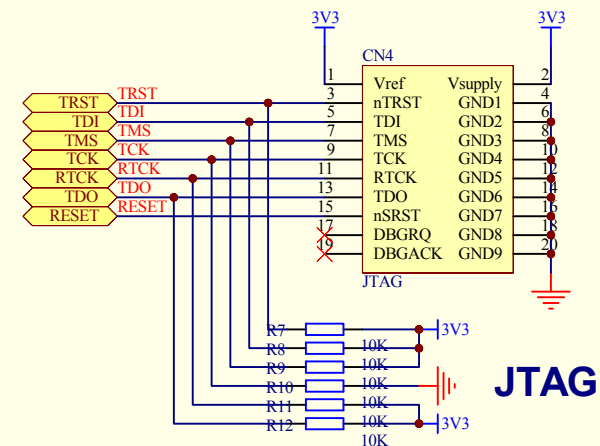 3V3 3V3
CN4
1 Vref Vsupply 2
TRST TRST 3 nTRST GND1 4
TDI TDI 5 TDI GND2 6
TMS TMS 7 TMS GND3 8
TCK TCK 9 TCK GND4 10
RTCK RTCK 11 RTCK GND5 12
TDO TDO 13 TDO GND6 14
RESET RESET 15 nSRST GND7 16
17 DBGRQ GND8 18
19 DBGACK GND9 20
JTAG
R7 3V3
R8 10K
R9 10K
R10 10K
R11 10K
R12 10K 3V3
10K
JTAG